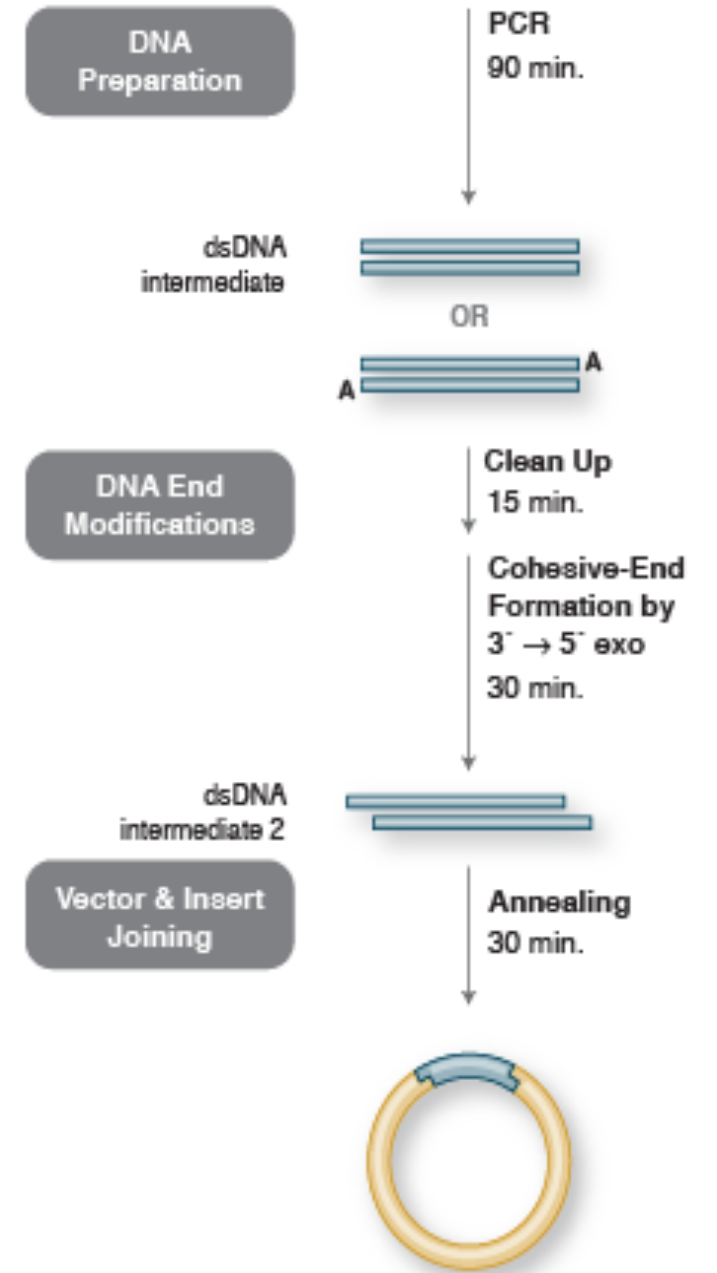 DNA
Preparation
PCR
90 min.
dsDNA
intermediate
OR
A
A
DNA End
Modifications
Clean Up
15 min.
Cohesive-End
Formation by
3´ → 5´ exo
30 min.
dsDNA
intermediate 2
Vector & Insert
Joining
Annealing
30 min.